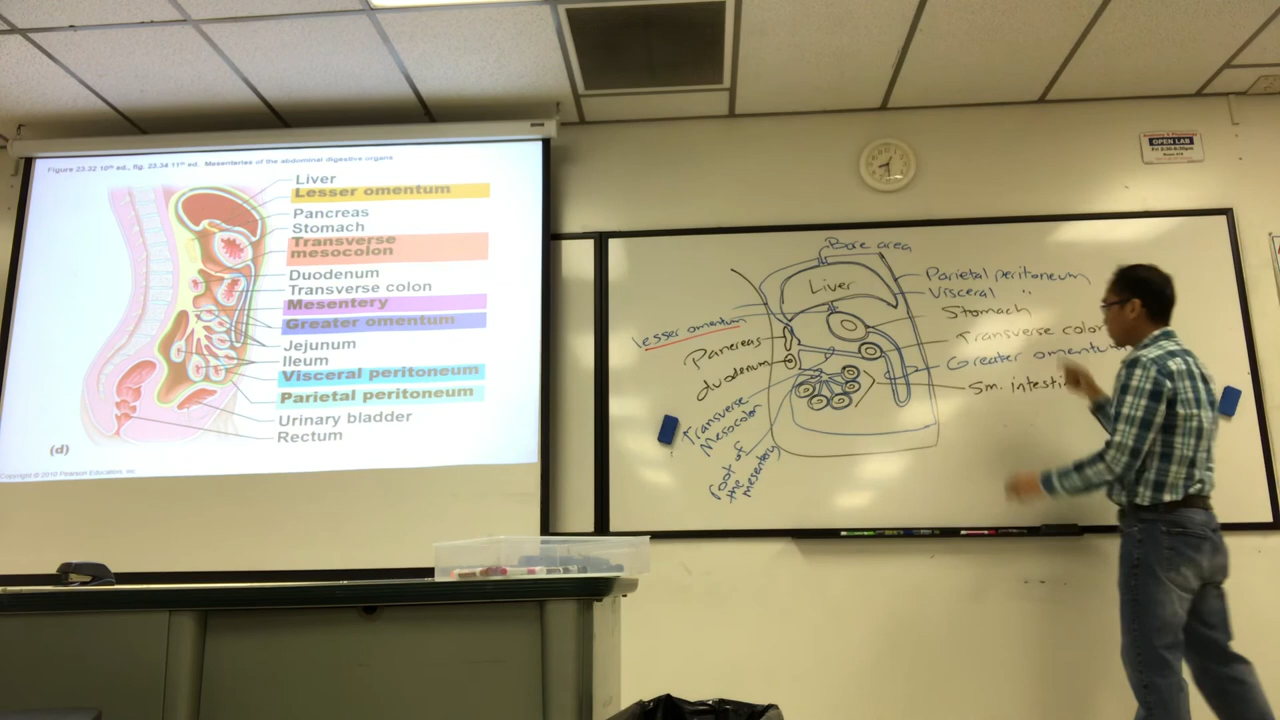 Figure 23.32 10th ed., fig. 23.34 11th ed. Mesenteries of the abdominal digestive organs
Liver
Lesser omentum
Pancreas
Stomach
Transverse
mesocolon
Duodenum
Transverse colon
Mesentery
Greater omentum
Jejunum
Ileum
Visceral peritoneum
Parietal peritoneum
Urinary bladder
Rectum
(d)
Copyright © 2010 Pearson Education, Inc
Anatomy & Physiology
OPEN LAB
Bare area
Liver
Parietal peritoneum
Visceral "
Stomach
Transverse colon
Greater omentum
Sm. intesti
lesser omentum
Pancreas
duodenum
Transverse
Mesocolon
root of
the
mesentery